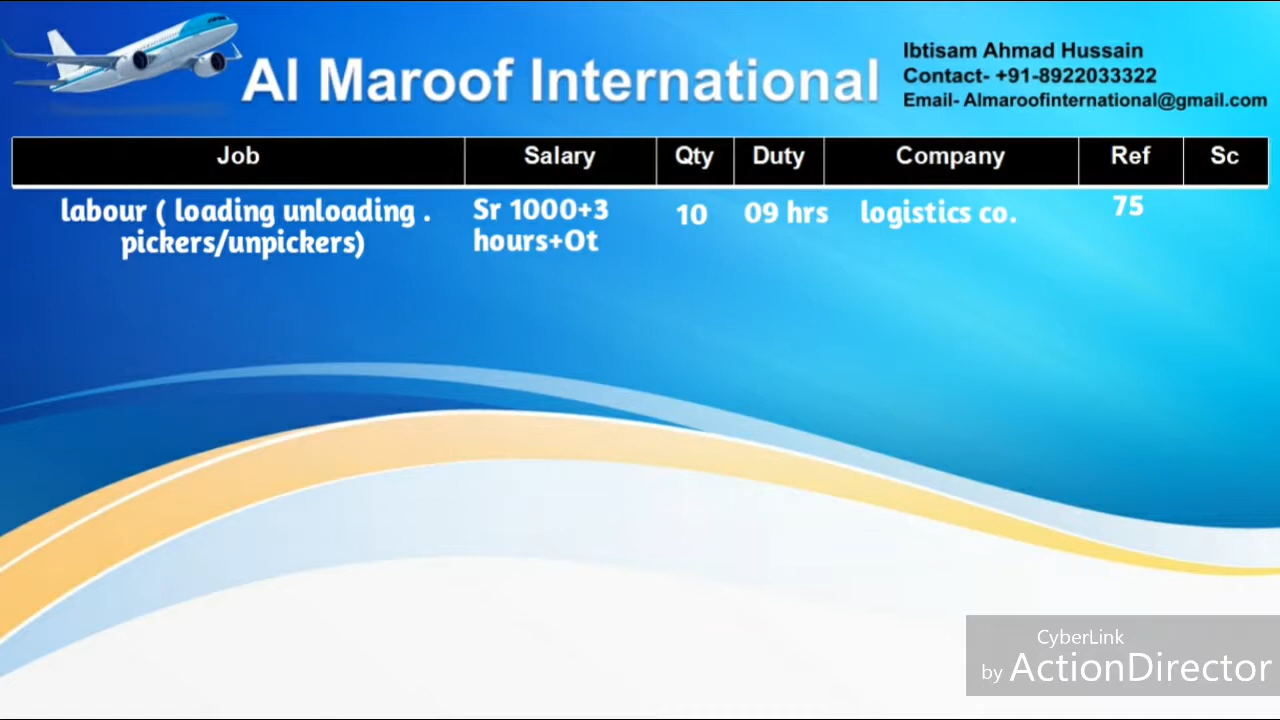 Al Maroof International
Ibtisam Ahmad Hussain
Contact- +91-8922033322
Email- Almaroofinternational@gmail.com
Job Salary Qty Duty Company Ref Sc
labour ( loading unloading . Sr 1000+3 10 09 hrs logistics co. 75
pickers/unpickers) hours+Ot
CyberLink
by ActionDirector